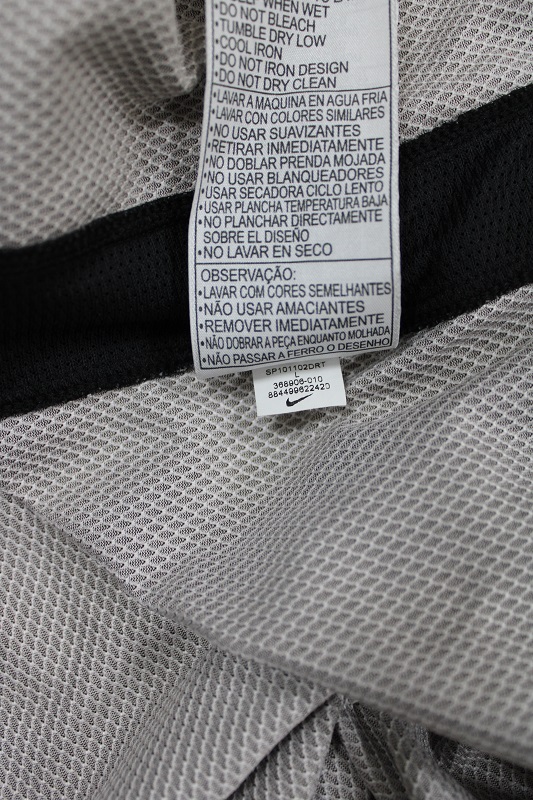 WHEN WET
•DO NOT BLEACH
•TUMBLE DRY LOW
•COOL IRON
•DO NOT IRON DESIGN
•DO NOT DRY CLEAN
•LAVAR A MAQUINA EN AGUA FRIA
•LAVAR CON COLORES SIMILARES
•NO USAR SUAVIZANTES
•RETIRAR INMEDIATAMENTE
•NO DOBLAR PRENDA MOJADA
•NO USAR BLANQUEADORES
•USAR SECADORA CICLO LENTO
•USAR PLANCHA TEMPERATURA BAJA
•NO PLANCHAR DIRECTAMENTE
SOBRE EL DISEÑO
•NO LAVAR EN SECO
OBSERVAÇÃO:
•LAVAR COM CORES SEMELHANTES
•NÃO USAR AMACIANTES
•REMOVER IMEDIATAMENTE
•NÃO DOBRAR A PEÇA ENQUANTO MOLHADA
•NÃO PASSAR A FERRO O DESENHO
SP101102DRT
L
368906-010
884499622420